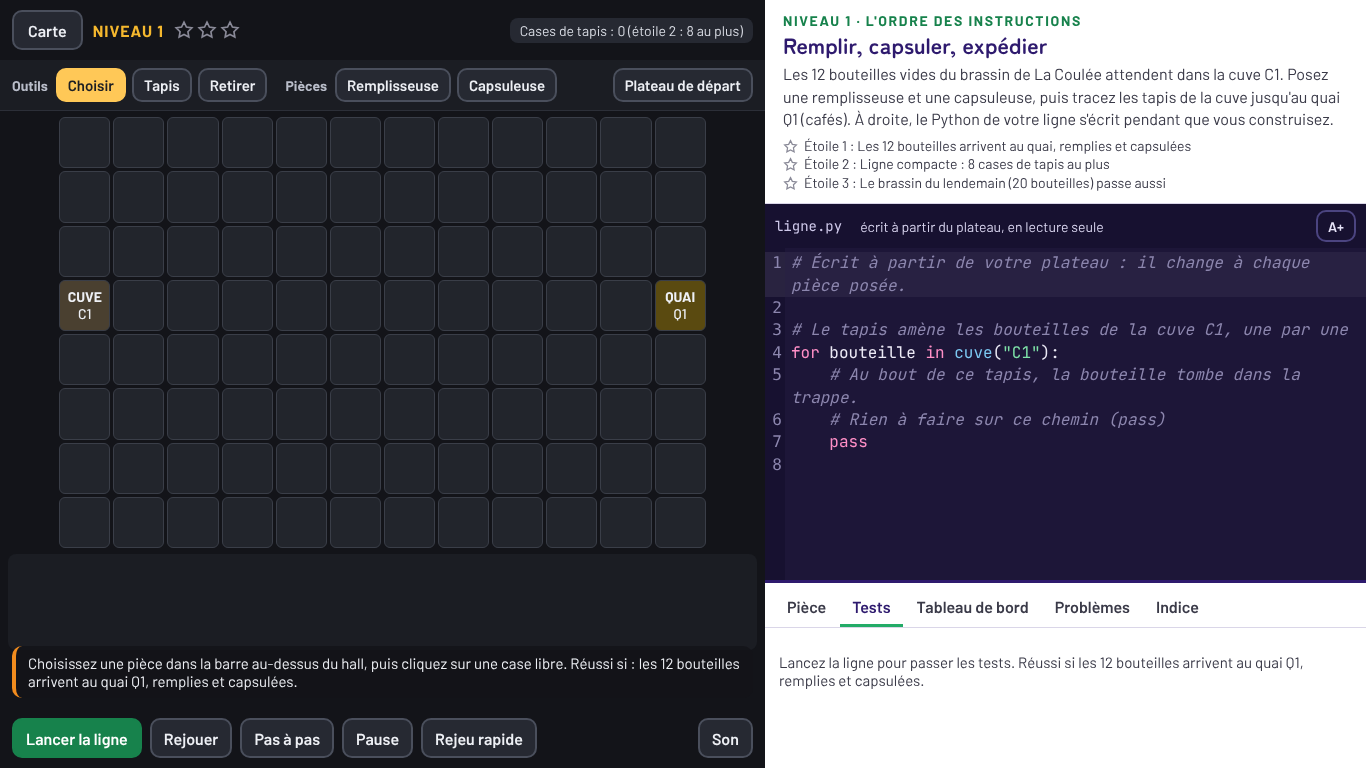 Carte
NIVEAU 1
Cases de tapis : 0 (étoile 2 : 8 au plus)
Outils
Choisir
Tapis
Retirer
Pièces
Remplisseuse
Capsuleuse
Plateau de départ
CUVE
C1
QUAI
Q1
Choisissez une pièce dans la barre au-dessus du hall, puis cliquez sur une case libre. Réussi si : les 12 bouteilles
arrivent au quai Q1, remplies et capsulées.
Lancer la ligne
Rejouer
Pas à pas
Pause
Rejeu rapide
Son
NIVEAU 1 · L'ORDRE DES INSTRUCTIONS
Remplir, capsuler, expédier
Les 12 bouteilles vides du brassin de La Coulée attendent dans la cuve C1. Posez
une remplisseuse et une capsuleuse, puis tracez les tapis de la cuve jusqu'au quai
Q1 (cafés). À droite, le Python de votre ligne s'écrit pendant que vous construisez.
Étoile 1 : Les 12 bouteilles arrivent au quai, remplies et capsulées
Étoile 2 : Ligne compacte : 8 cases de tapis au plus
Étoile 3 : Le brassin du lendemain (20 bouteilles) passe aussi
ligne.py
écrit à partir du plateau, en lecture seule
A+
1 # Écrit à partir de votre plateau : il change à chaque
pièce posée.
2
3 # Le tapis amène les bouteilles de la cuve C1, une par une
4 for bouteille in cuve("C1"):
5     # Au bout de ce tapis, la bouteille tombe dans la
trappe.
6     # Rien à faire sur ce chemin (pass)
7     pass
8
Pièce
Tests
Tableau de bord
Problèmes
Indice
Lancez la ligne pour passer les tests. Réussi si les 12 bouteilles arrivent au quai Q1,
remplies et capsulées.